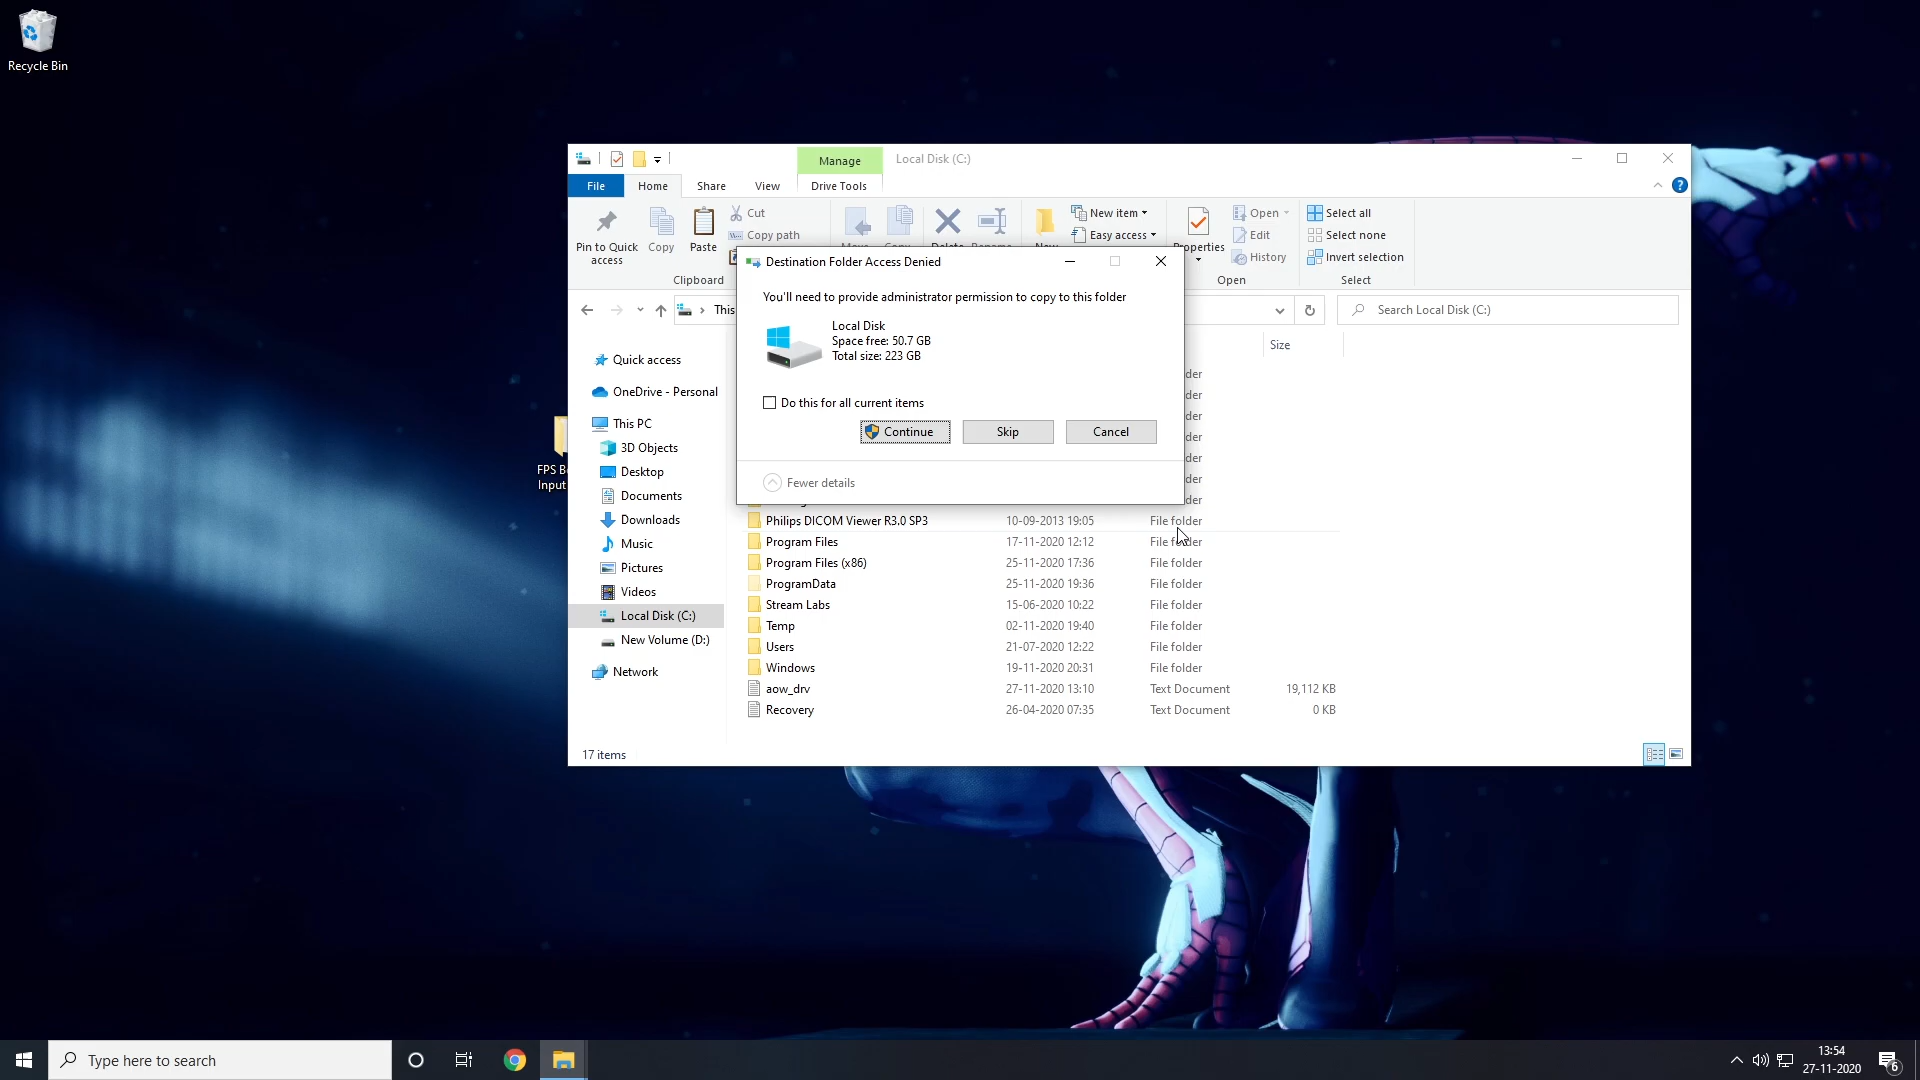 Recycle Bin
FPS B
Input
Manage
Local Disk (C:)
File
Home
Share
View
Drive Tools
Pin to Quick
access
Copy
Paste
Cut
Copy path
Clipboard
New item
Easy access
Properties
Open
Edit
History
Open
Select all
Select none
Invert selection
Select
This
Search Local Disk (C:)
Quick access
OneDrive - Personal
This PC
3D Objects
Desktop
Documents
Downloads
Music
Pictures
Videos
Local Disk (C:)
New Volume (D:)
Network
Size
Destination Folder Access Denied
You'll need to provide administrator permission to copy to this folder
Local Disk
Space free: 50.7 GB
Total size: 223 GB
Do this for all current items
Continue
Skip
Cancel
Fewer details
Philips DICOM Viewer R3.0 SP3 10-09-2013 19:05 File folder
Program Files 17-11-2020 12:12 File folder
Program Files (x86) 25-11-2020 17:36 File folder
ProgramData 25-11-2020 19:36 File folder
Stream Labs 15-06-2020 10:22 File folder
Temp 02-11-2020 19:40 File folder
Users 21-07-2020 12:22 File folder
Windows 19-11-2020 20:31 File folder
aow_drv 27-11-2020 13:10 Text Document 19,112 KB
Recovery 26-04-2020 07:35 Text Document 0 KB
17 items
Type here to search
13:54
27-11-2020
6